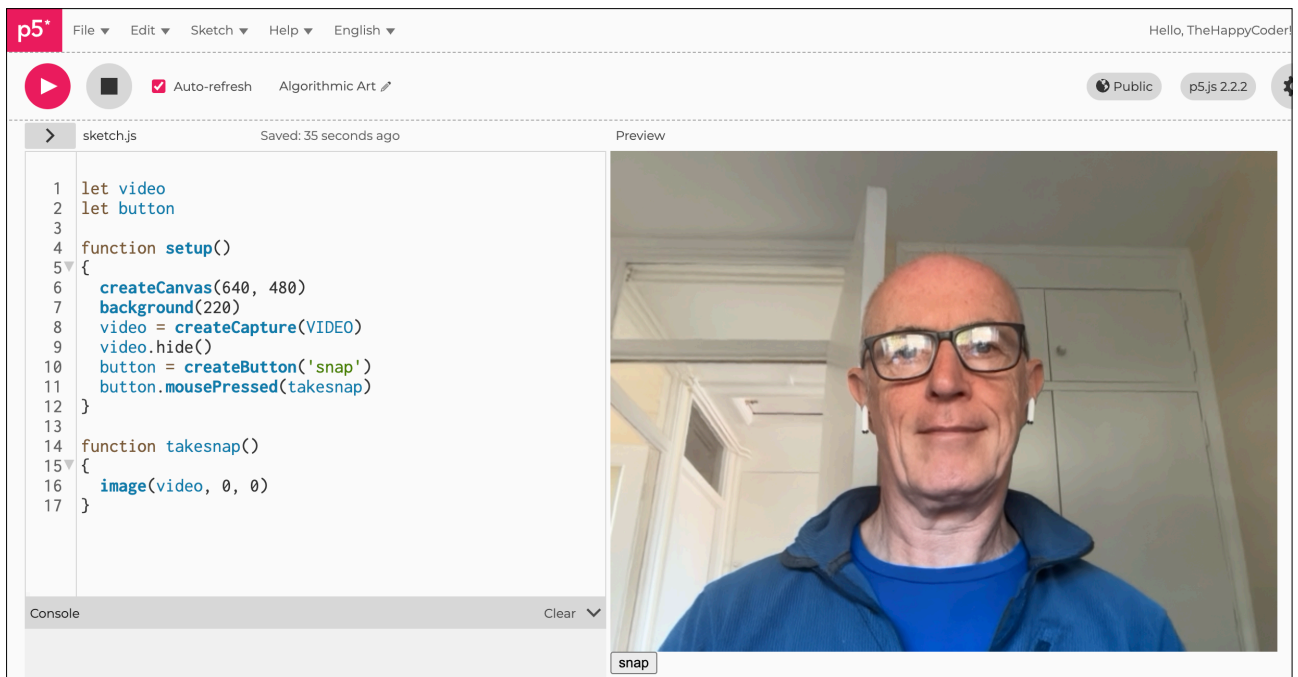 p5* File Edit Sketch Help English Hello, TheHappyCoder!
Auto-refresh Algorithmic Art Public p5.js 2.2.2
sketch.js Saved: 35 seconds ago Preview
1 let video
2 let button
3
4 function setup()
5 {
6 createCanvas(640, 480)
7 background(220)
8 video = createCapture(VIDEO)
9 video.hide()
10 button = createButton('snap')
11 button.mousePressed(takesnap)
12 }
13
14 function takesnap()
15 {
16 image(video, 0, 0)
17 }
Console Clear
snap